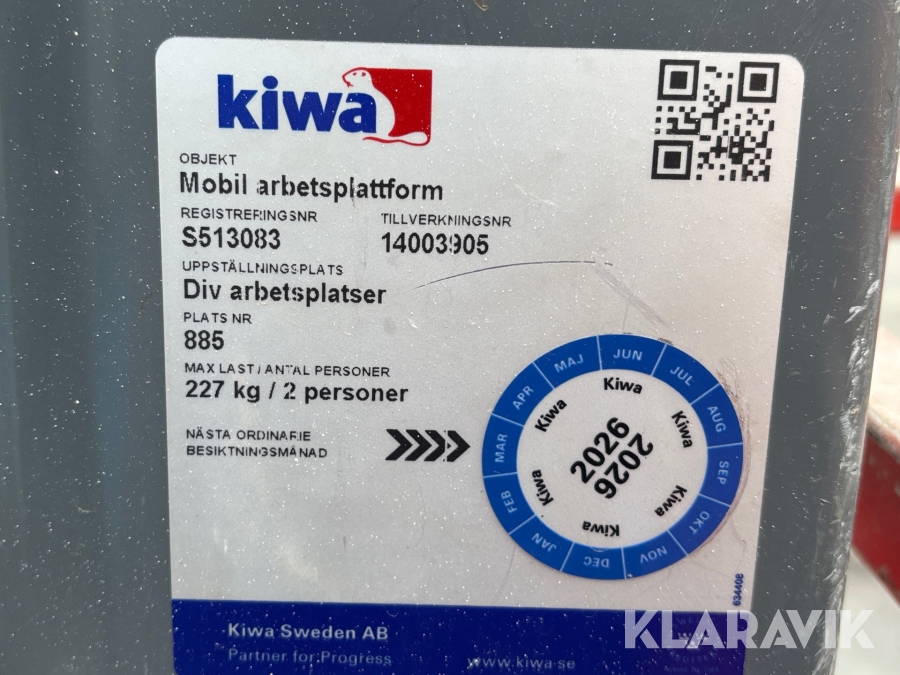 kiwa
OBJEKT
Mobil arbetsplattform
REGISTRERINGSNR TILLVERKNINGSNR
S513083 14003905
UPPSTÄLLNINGSPLATS
Div arbetsplatser
PLATS NR
885
MAX LAST / ANTAL PERSONER
227 kg / 2 personer
NÄSTA ORDINARIE
BESIKTNINGSMÅNAD
JAN FEB MAR APR MAJ JUN JUL AUG SEP OKT NOV DEC
Kiwa Kiwa Kiwa Kiwa Kiwa Kiwa
2026
2026
634408
Kiwa Sweden AB
Partner for Progress www.kiwa.se
KLARAVIK